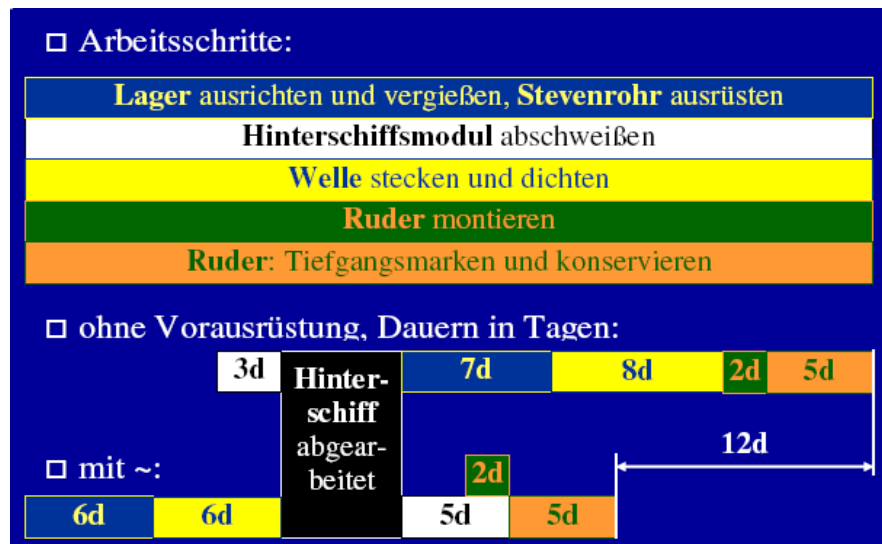 □ Arbeitsschritte:
Lager ausrichten und vergießen, Stevenrohr ausrüsten
Hinterschiffsmodul abschweißen
Welle stecken und dichten
Ruder montieren
Ruder: Tiefgangsmarken und konservieren
□ ohne Vorausrüstung, Dauern in Tagen:
3d
Hinter-
schiff
abgear-
beitet
7d 8d 2d 5d
12d
□ mit ~:
2d
6d 6d 5d 5d